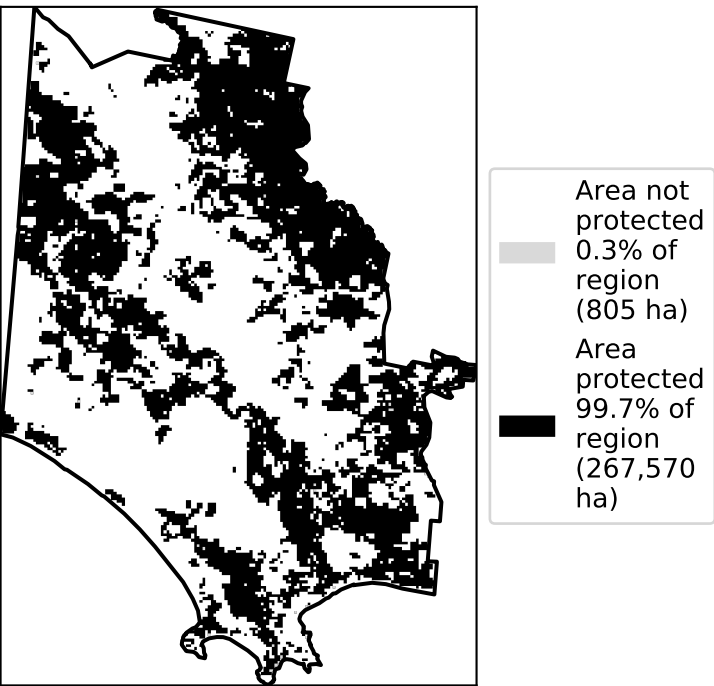 Area not
protected
0.3% of
region
(805 ha)
Area
protected
99.7% of
region
(267,570
ha)